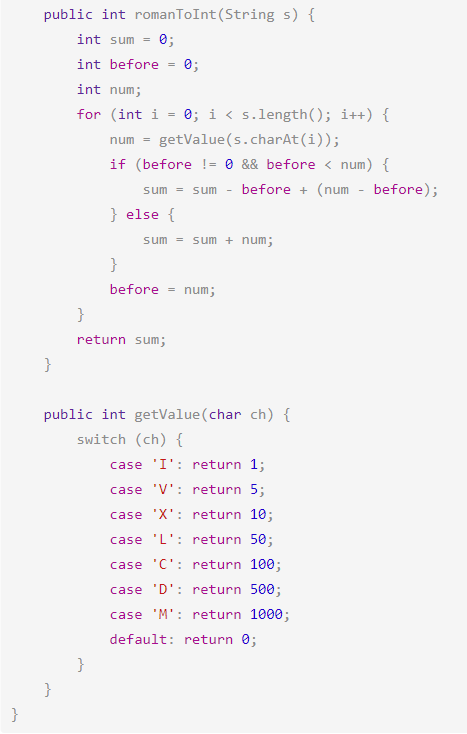 public int romanToInt(String s) {
        int sum = 0;
        int before = 0;
        int num;
        for (int i = 0; i < s.length(); i++) {
            num = getValue(s.charAt(i));
            if (before != 0 && before < num) {
                sum = sum - before + (num - before);
            } else {
                sum = sum + num;
            }
            before = num;
        }
        return sum;
    }

    public int getValue(char ch) {
        switch (ch) {
            case 'I': return 1;
            case 'V': return 5;
            case 'X': return 10;
            case 'L': return 50;
            case 'C': return 100;
            case 'D': return 500;
            case 'M': return 1000;
            default: return 0;
        }
    }
}